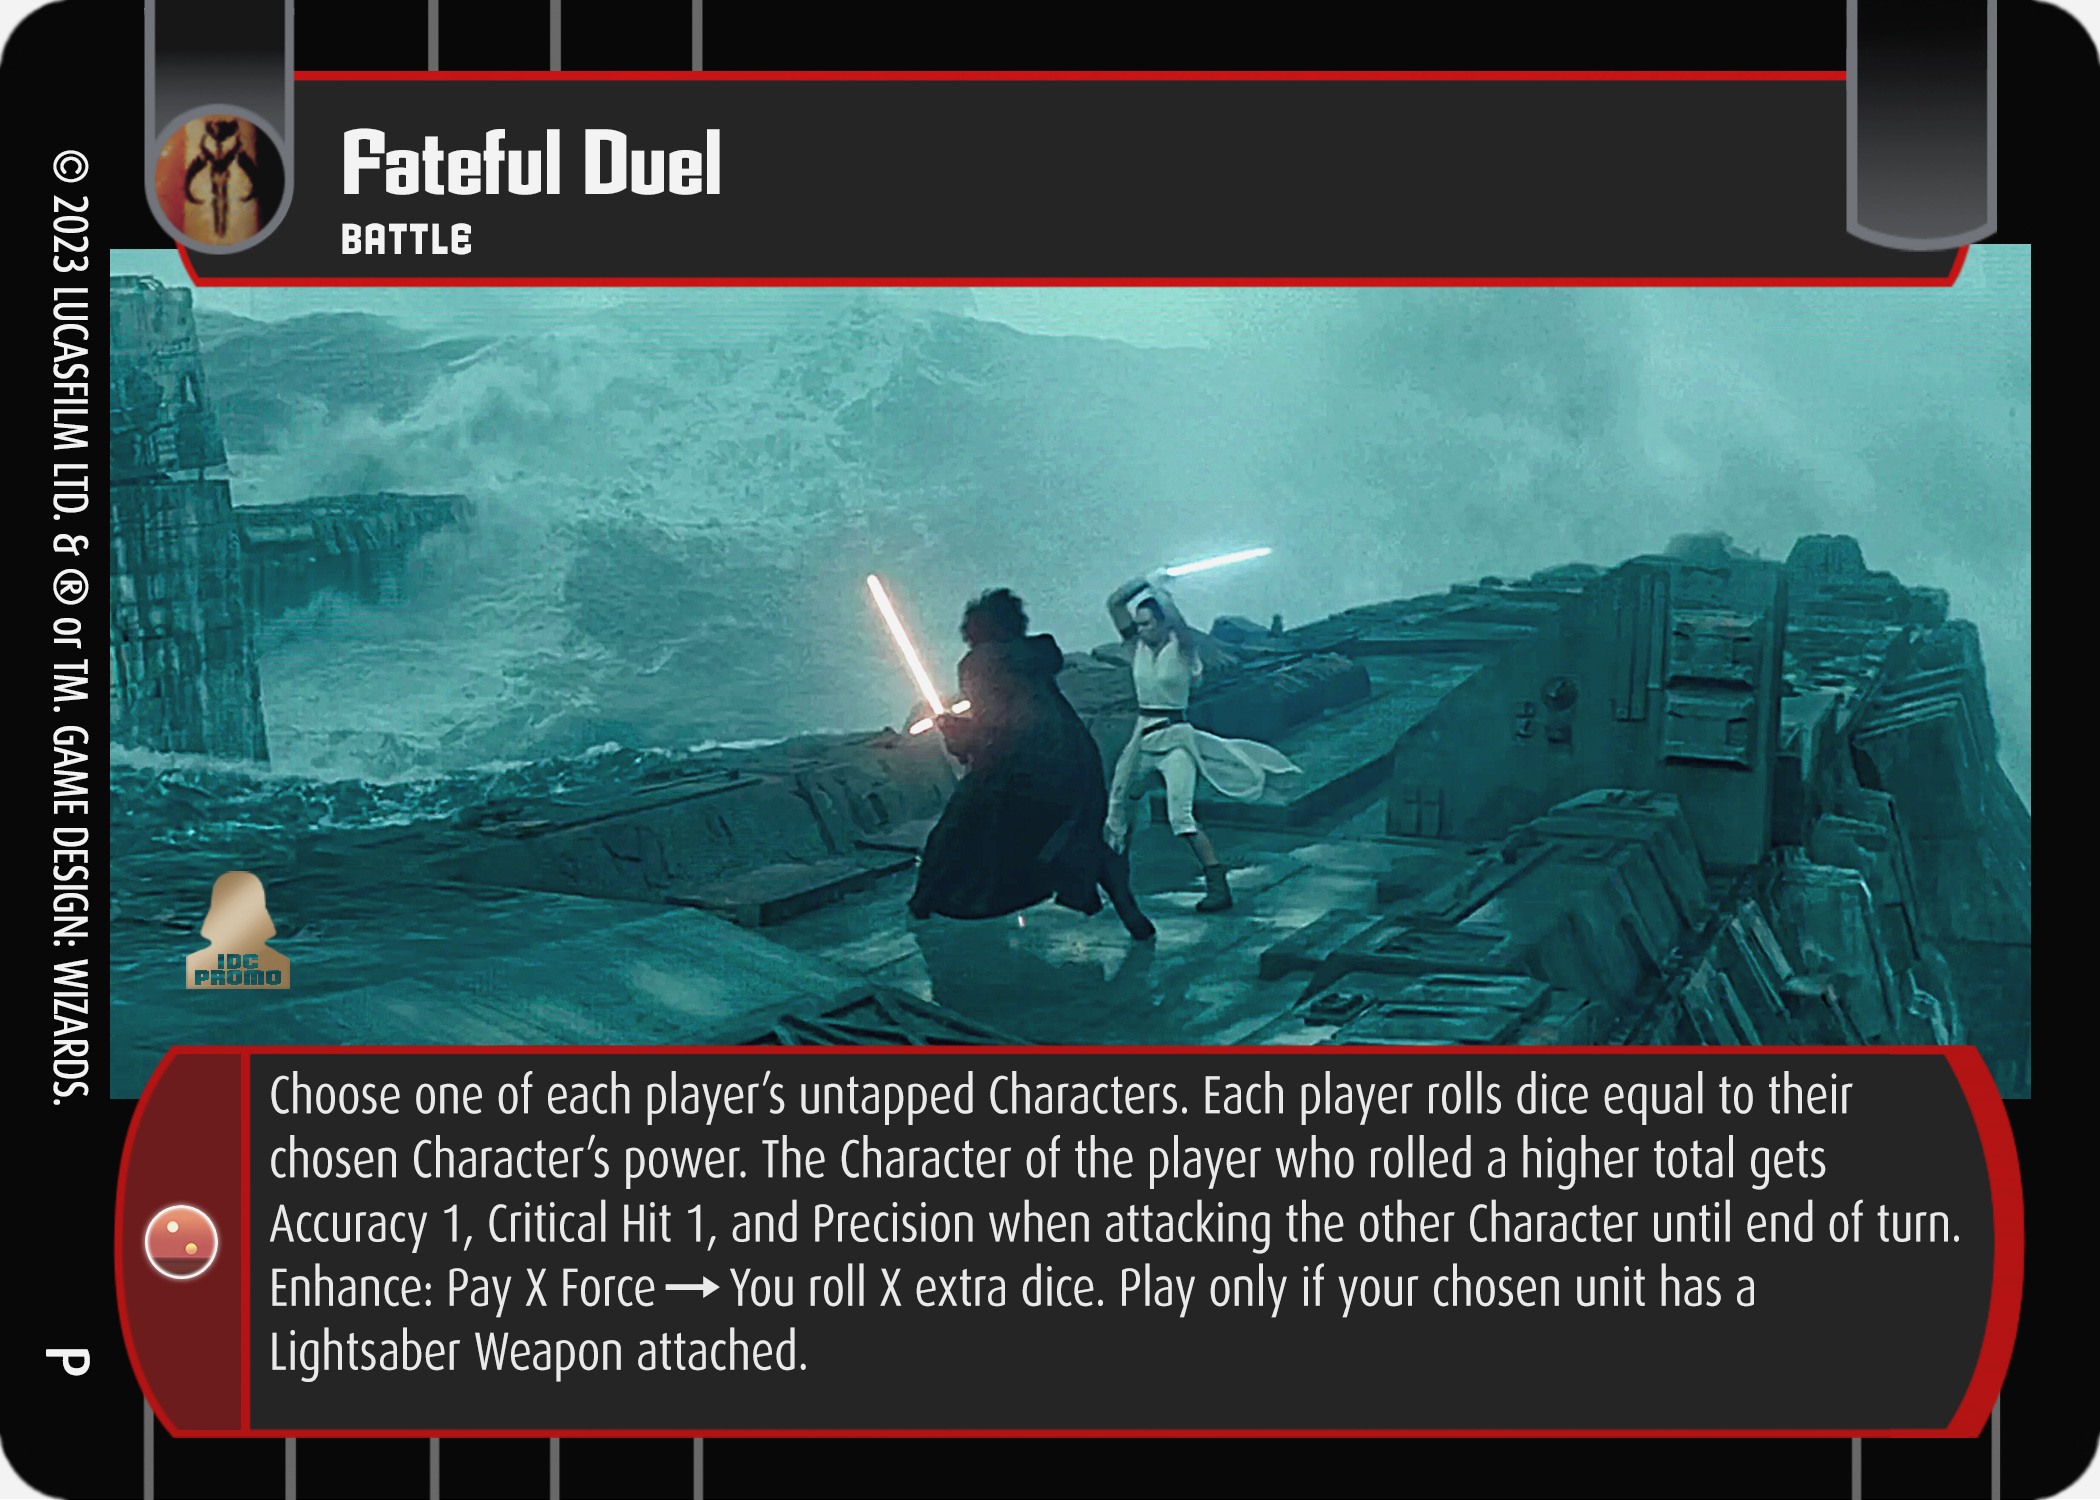 Fateful Duel
BATTLE
© 2023 LUCASFILM LTD. & ® or TM. GAME DESIGN: WIZARDS.
P
IDC
PROMO
Choose one of each player’s untapped Characters. Each player rolls dice equal to their
chosen Character’s power. The Character of the player who rolled a higher total gets
Accuracy 1, Critical Hit 1, and Precision when attacking the other Character until end of turn.
Enhance: Pay X Force → You roll X extra dice. Play only if your chosen unit has a
Lightsaber Weapon attached.